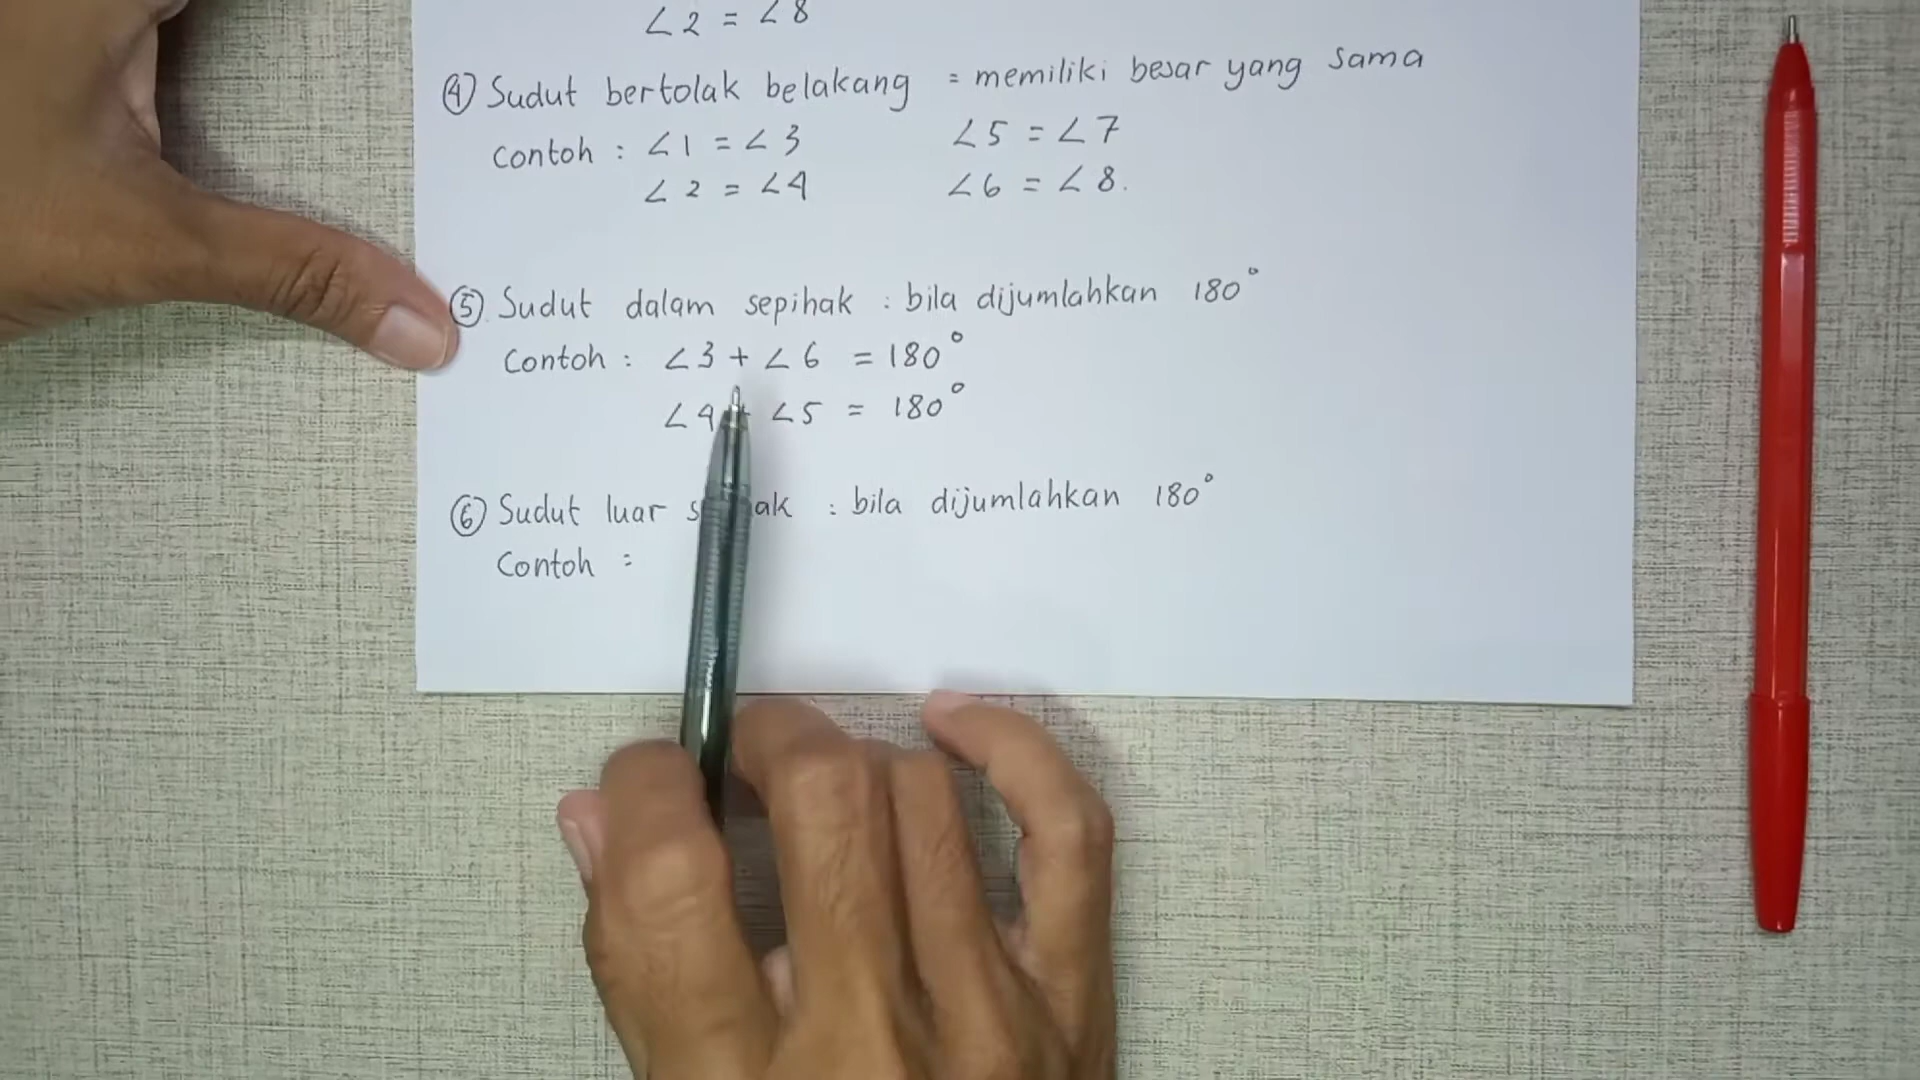 ∠2 = ∠8
④ Sudut bertolak belakang = memiliki besar yang sama
Contoh : ∠1 = ∠3 ∠5 = ∠7
∠2 = ∠4 ∠6 = ∠8.
⑤. Sudut dalam sepihak : bila dijumlahkan 180°
Contoh : ∠3 + ∠6 = 180°
∠4 + ∠5 = 180°
⑥ Sudut luar : bila dijumlahkan 180°
Contoh :